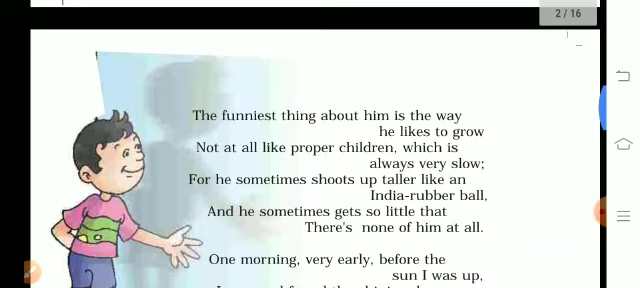 2 / 16
The funniest thing about him is the way
he likes to grow
Not at all like proper children, which is
always very slow;
For he sometimes shoots up taller like an
India-rubber ball,
And he sometimes gets so little that
There's none of him at all.
One morning, very early, before the
sun I was up,